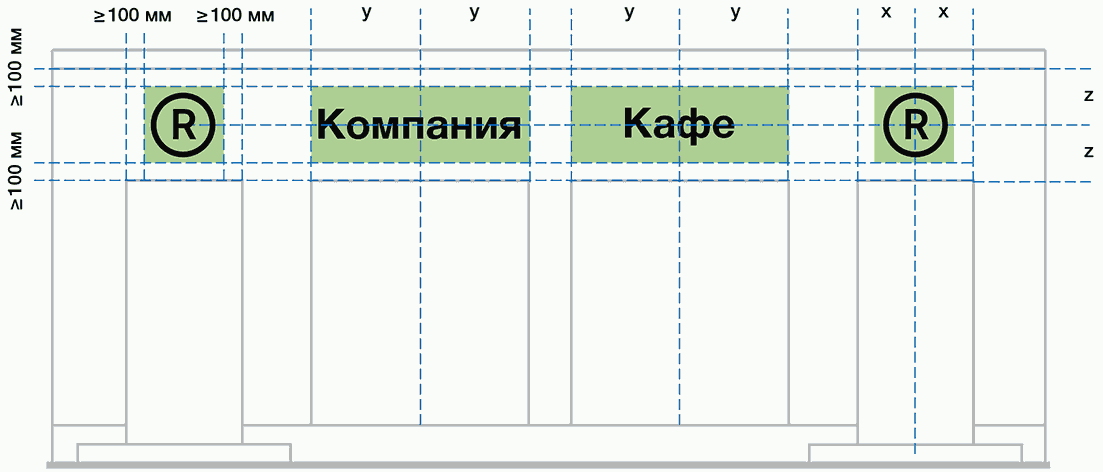 ≥100 мм ≥100 мм y y y y x x
≥100 мм
z
® Компания Кафе ®
z
≥100 мм